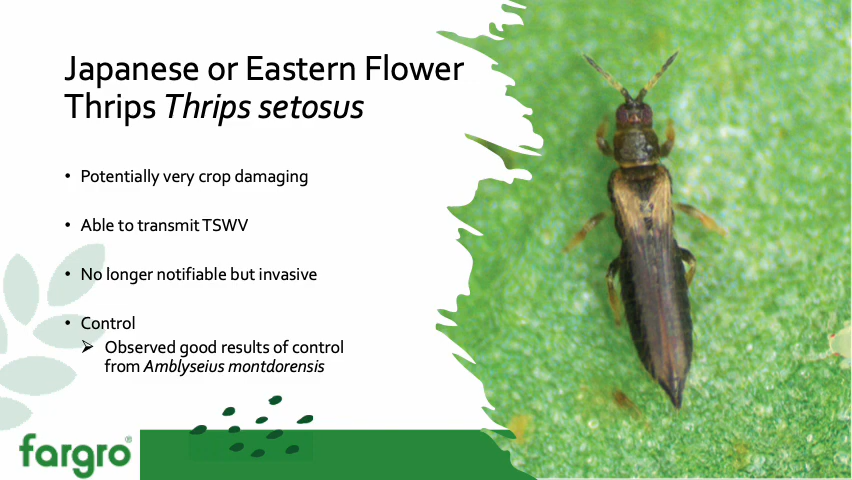 Japanese or Eastern Flower
Thrips Thrips setosus
• Potentially very crop damaging
• Able to transmit TSWV
• No longer notifiable but invasive
• Control
➢ Observed good results of control
from Amblyseius montdorensis
fargro®